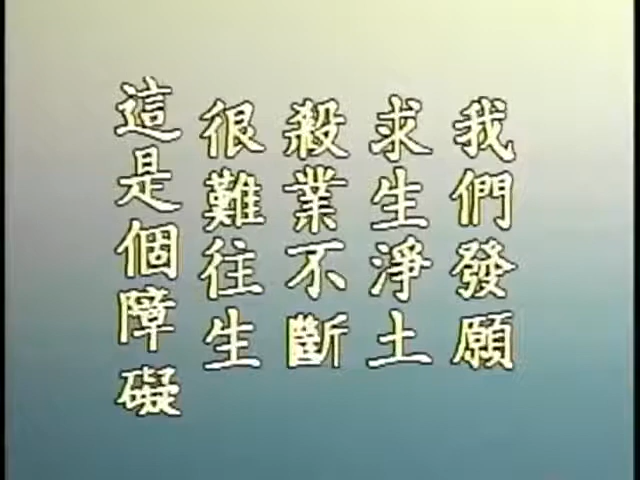 我們發願
求生淨土
殺業不斷
很難往生
這是個障礙